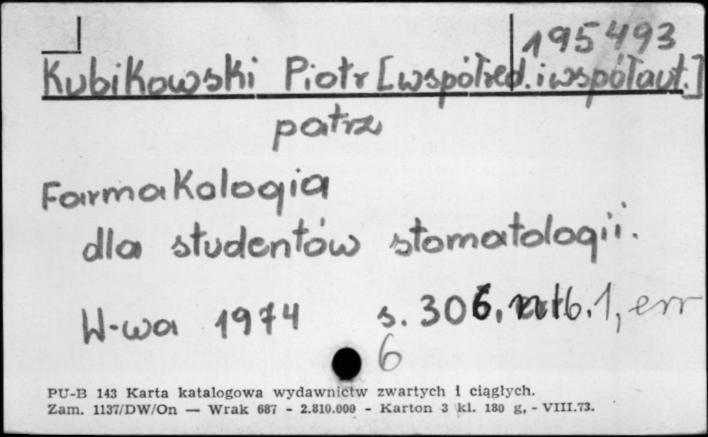 195493
Kubikowski Piotr [współred. i współaut.]
patrz
Farmakologia
dla studentów stomatologii.
W-wa 1974 s. 306, nlb. 1, err
6
PU-B 143 Karta katalogowa wydawnictw zwartych i ciągłych.
Zam. 1137/DW/On — Wrak 687 - 2.810.000 - Karton 3 kl. 180 g, - VIII.73.